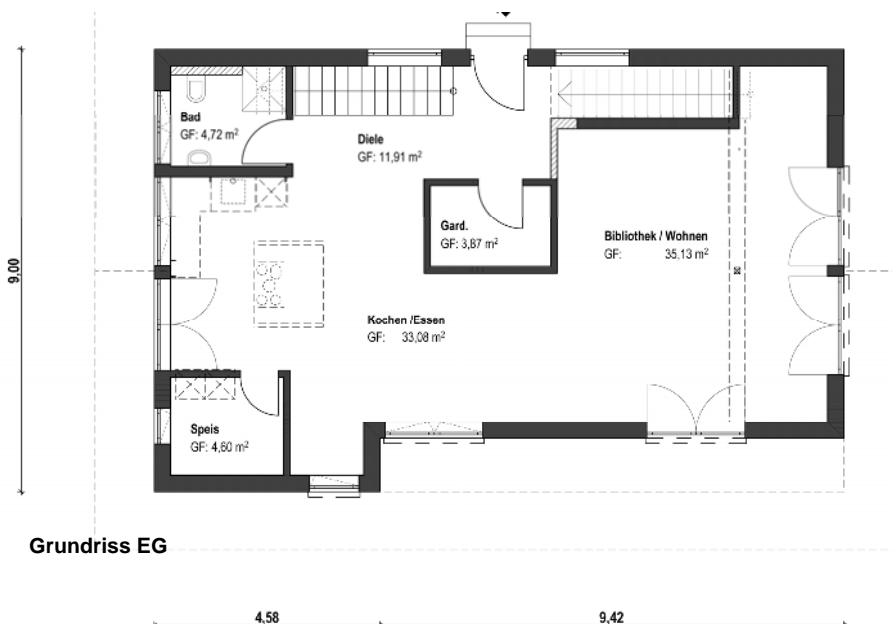 Bad
GF: 4,72 m²
Diele
GF: 11,91 m²
Gard.
GF: 3,87 m²
Bibliothek / Wohnen
GF: 35,13 m²
9,00
Kochen /Essen
GF: 33,08 m²
Speis
GF: 4,60 m²
Grundriss EG
4,58
9,42